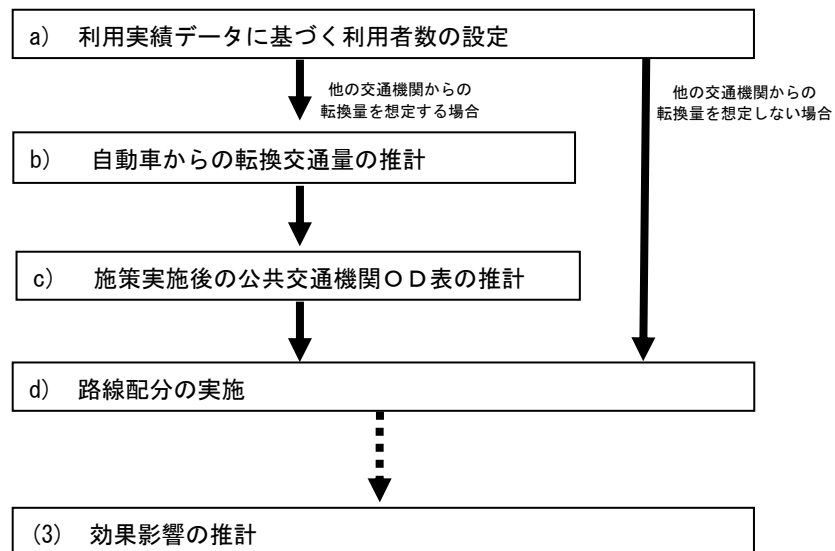 a) 利用実績データに基づく利用者数の設定
他の交通機関からの
転換量を想定する場合
他の交通機関からの
転換量を想定しない場合
b) 自動車からの転換交通量の推計
c) 施策実施後の公共交通機関OD表の推計
d) 路線配分の実施
(3) 効果影響の推計